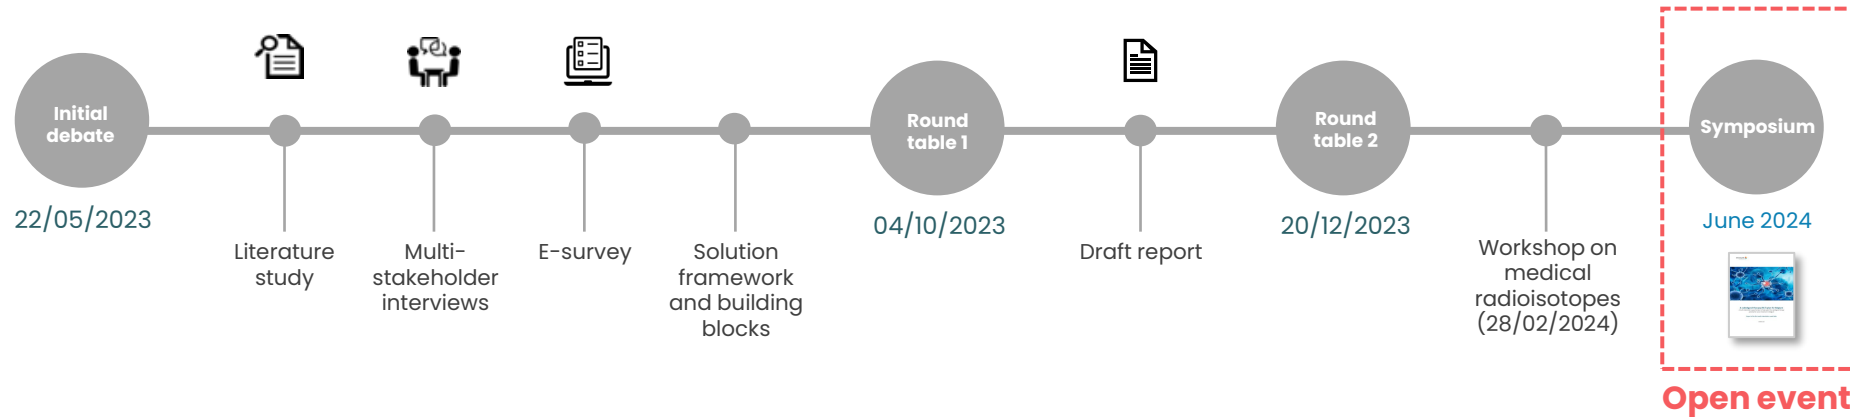 Initial
debate
22/05/2023
Literature
study
Multi-
stakeholder
interviews
E-survey
Solution
framework
and building
blocks
Round
table 1
04/10/2023
Draft report
Round
table 2
20/12/2023
Workshop on
medical
radioisotopes
(28/02/2024)
Symposium
June 2024
Open event